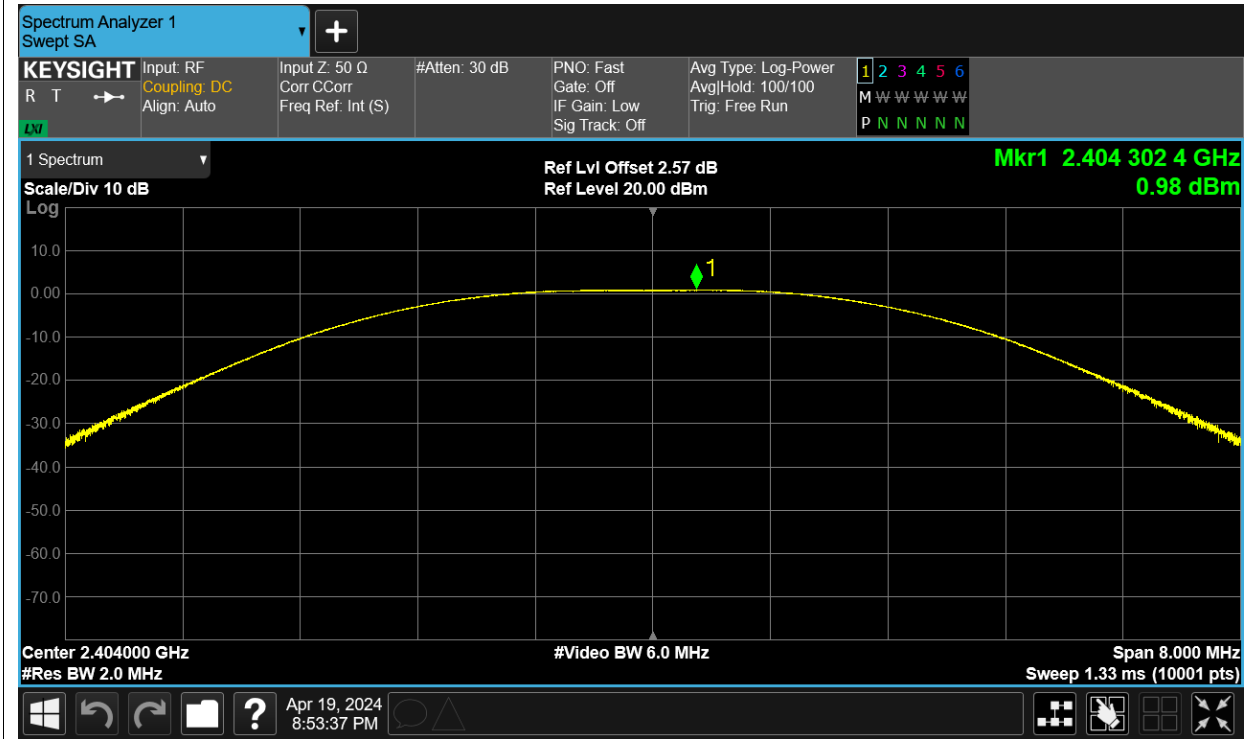 Spectrum Analyzer 1
Swept SA
KEYSIGHT
R T
LXI
Input: RF
Coupling: DC
Align: Auto
Input Z: 50 Ω
Corr CCorr
Freq Ref: Int (S)
#Atten: 30 dB
PNO: Fast
Gate: Off
IF Gain: Low
Sig Track: Off
Avg Type: Log-Power
Avg|Hold: 100/100
Trig: Free Run
1 2 3 4 5 6
M W W W W W W
P N N N N N N
1 Spectrum
Scale/Div 10 dB
Log
Ref Lvl Offset 2.57 dB
Ref Level 20.00 dBm
Mkr1 2.404 302 4 GHz
0.98 dBm
10.0
1
0.00
-10.0
-20.0
-30.0
-40.0
-50.0
-60.0
-70.0
Center 2.404000 GHz
#Video BW 6.0 MHz
Span 8.000 MHz
#Res BW 2.0 MHz
Sweep 1.33 ms (10001 pts)
?
Apr 19, 2024
8:53:37 PM